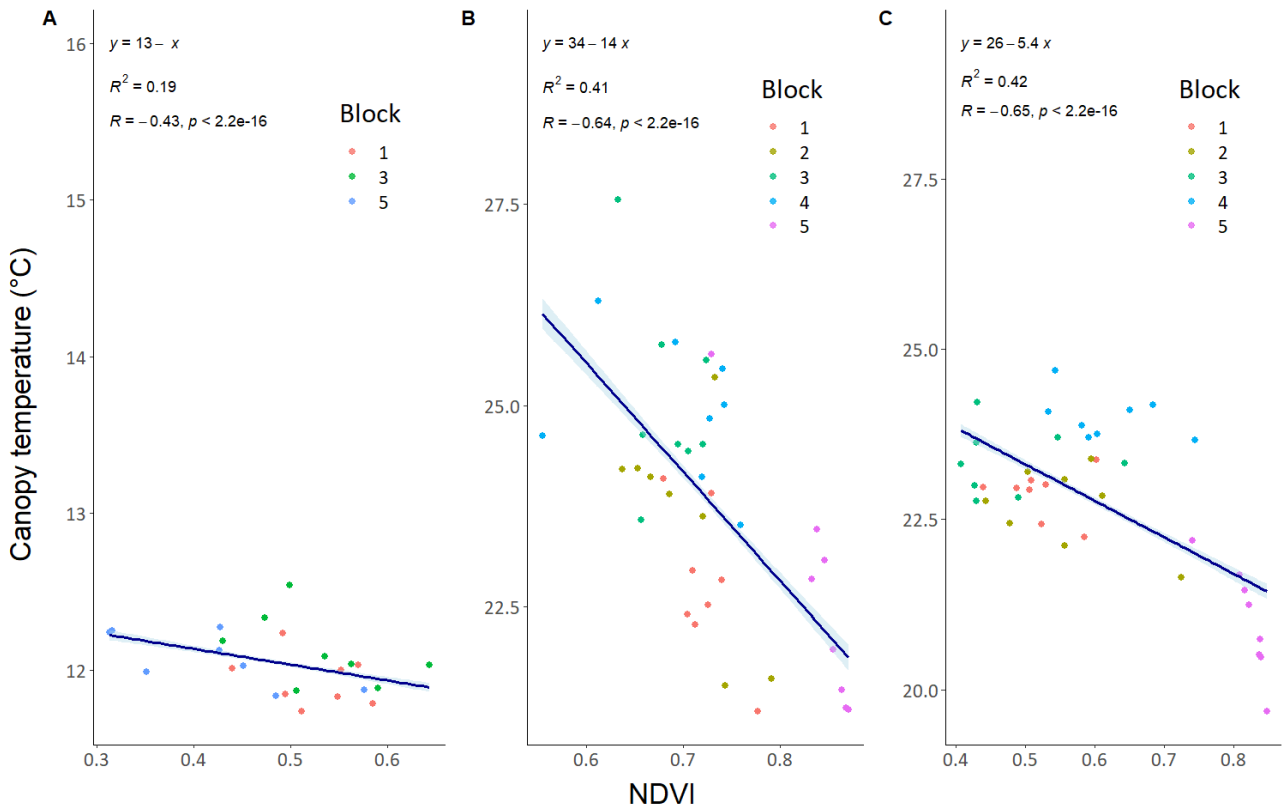 A
y = 13 − x
R² = 0.19
R = −0.43, p < 2.2e-16
Block
1
3
5
16
15
14
13
12
0.3
0.4
0.5
0.6
B
y = 34 − 14 x
R² = 0.41
R = −0.64, p < 2.2e-16
Block
1
2
3
4
5
27.5
25.0
22.5
0.6
0.7
0.8
C
y = 26 − 5.4 x
R² = 0.42
R = −0.65, p < 2.2e-16
Block
1
2
3
4
5
27.5
25.0
22.5
20.0
0.4
0.5
0.6
0.7
0.8
Canopy temperature (°C)
NDVI